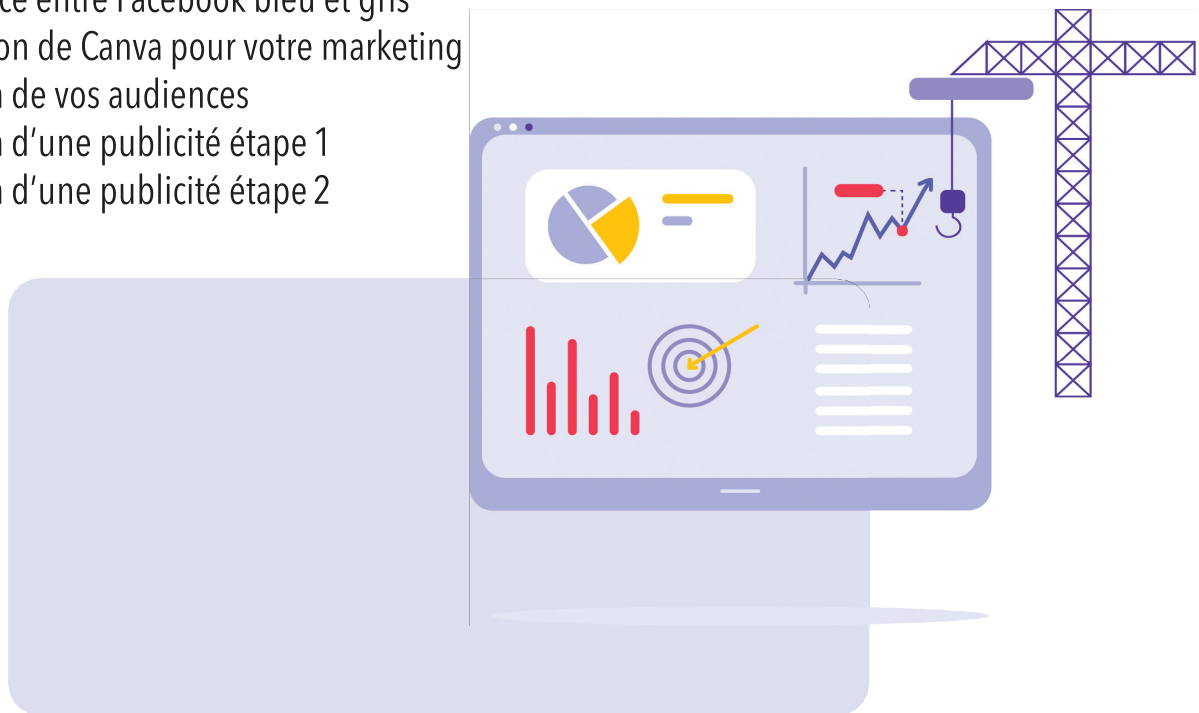 ce entre Facebook bleu et gris
on de Canva pour votre marketing
n de vos audiences
n d’une publicité étape 1
n d’une publicité étape 2